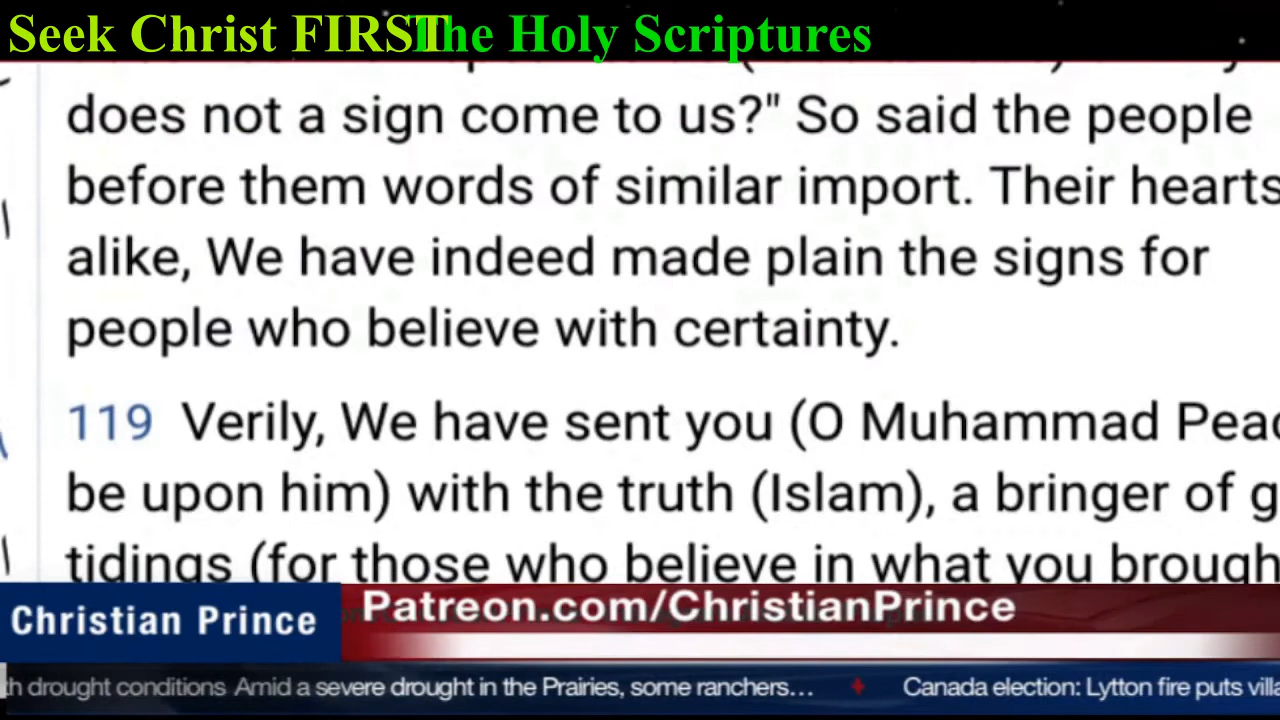 Seek Christ FIRST The Holy Scriptures
does not a sign come to us?" So said the people
before them words of similar import. Their hearts
alike, We have indeed made plain the signs for
people who believe with certainty.
119 Verily, We have sent you (O Muhammad
be upon him) with the truth (Islam), a bringer of
tidings (for those who believe in what you
Christian Prince
Patreon.com/ChristianPrince
drought conditions Amid a severe drought in the Prairies, some ranchers... Canada election: Lytton fire puts